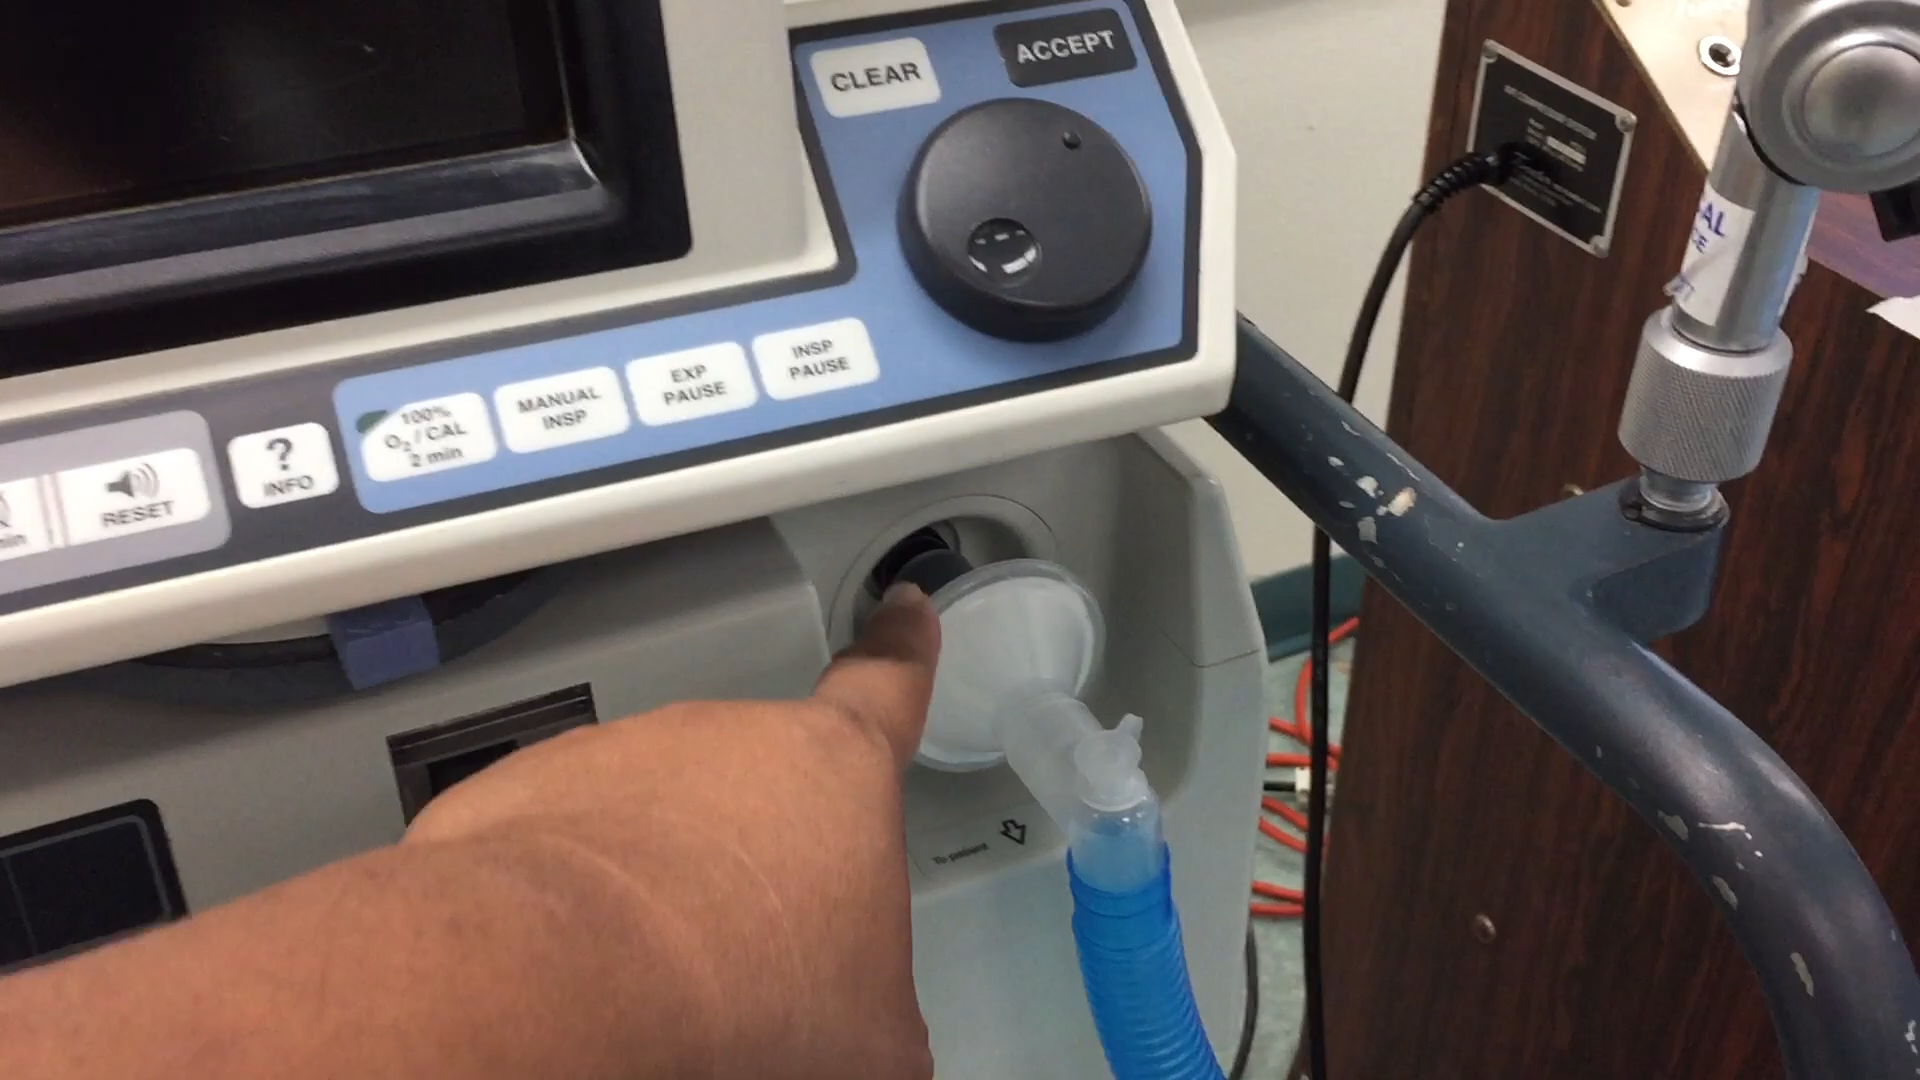 CLEAR
ACCEPT
INSP
PAUSE
EXP
PAUSE
MANUAL
INSP
100%
O₂ / CAL
2 min
?
INFO
RESET
To patient